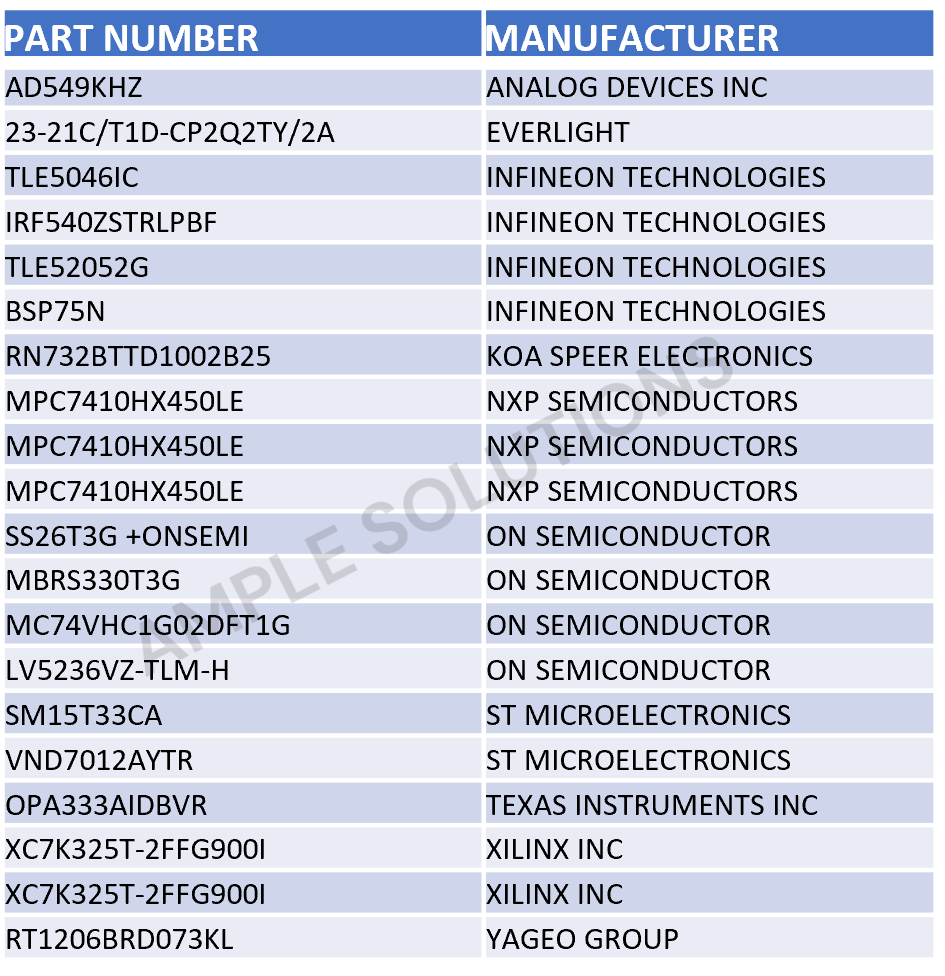 PART NUMBER MANUFACTURER
AD549KHZ ANALOG DEVICES INC
23-21C/T1D-CP2Q2TY/2A EVERLIGHT
TLE5046IC INFINEON TECHNOLOGIES
IRF540ZSTRLPBF INFINEON TECHNOLOGIES
TLE52052G INFINEON TECHNOLOGIES
BSP75N INFINEON TECHNOLOGIES
RN732BTTD1002B25 KOA SPEER ELECTRONICS
MPC7410HX450LE NXP SEMICONDUCTORS
MPC7410HX450LE NXP SEMICONDUCTORS
MPC7410HX450LE NXP SEMICONDUCTORS
SS26T3G +ONSEMI ON SEMICONDUCTOR
MBRS330T3G ON SEMICONDUCTOR
MC74VHC1G02DFT1G ON SEMICONDUCTOR
LV5236VZ-TLM-H ON SEMICONDUCTOR
SM15T33CA ST MICROELECTRONICS
VND7012AYTR ST MICROELECTRONICS
OPA333AIDBVR TEXAS INSTRUMENTS INC
XC7K325T-2FFG900I XILINX INC
XC7K325T-2FFG900I XILINX INC
RT1206BRD073KL YAGEO GROUP
AMPLE SOLUTIONS